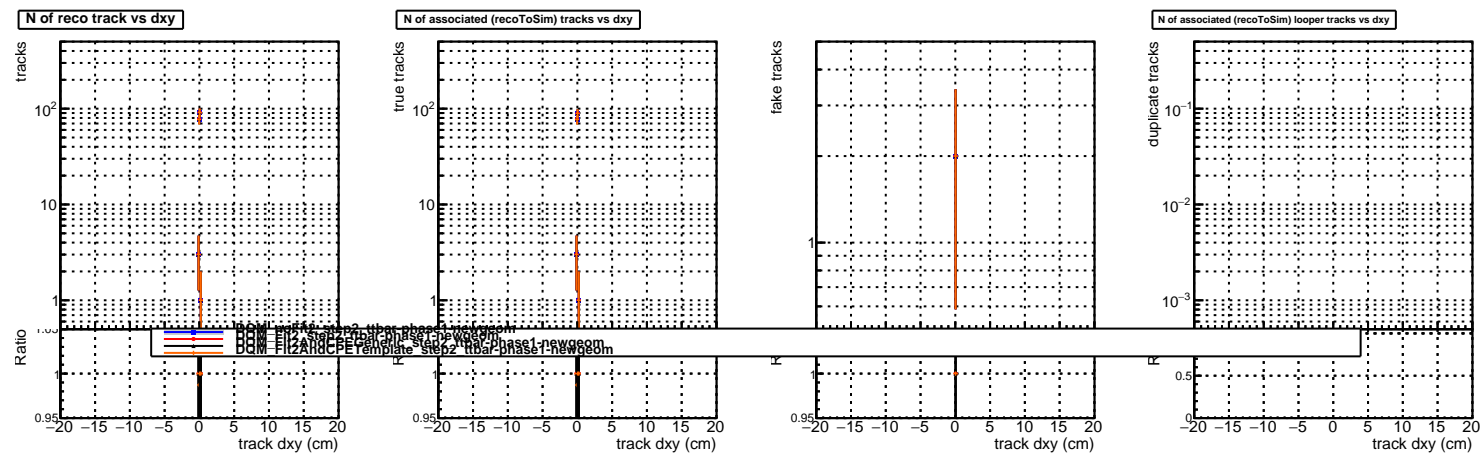 N of reco track vs dxy
N of associated (recoToSim) tracks vs dxy
N of associated (recoToSim) looper tracks vs dxy
tracks
10²
10
1
Ratio
1
0.95
−20 −15 −10 −5 0 5 10 15 20
track dxy (cm)
true tracks
10²
10
1
1
0.95
−20 −15 −10 −5 0 5 10 15 20
track dxy (cm)
fake tracks
1
1
0.95
−20 −15 −10 −5 0 5 10 15 20
track dxy (cm)
duplicate tracks
10⁻¹
10⁻²
10⁻³
0.5
0
−20 −15 −10 −5 0 5 10 15 20
track dxy (cm)
DQM_Fit2_step2_ttbar-phase1-newgeom
DQM_Fit2AndCPEGeneric_step2_ttbar-phase1-newgeom
DQM_Fit2AndCPETemplate_step2_ttbar-phase1-newgeom